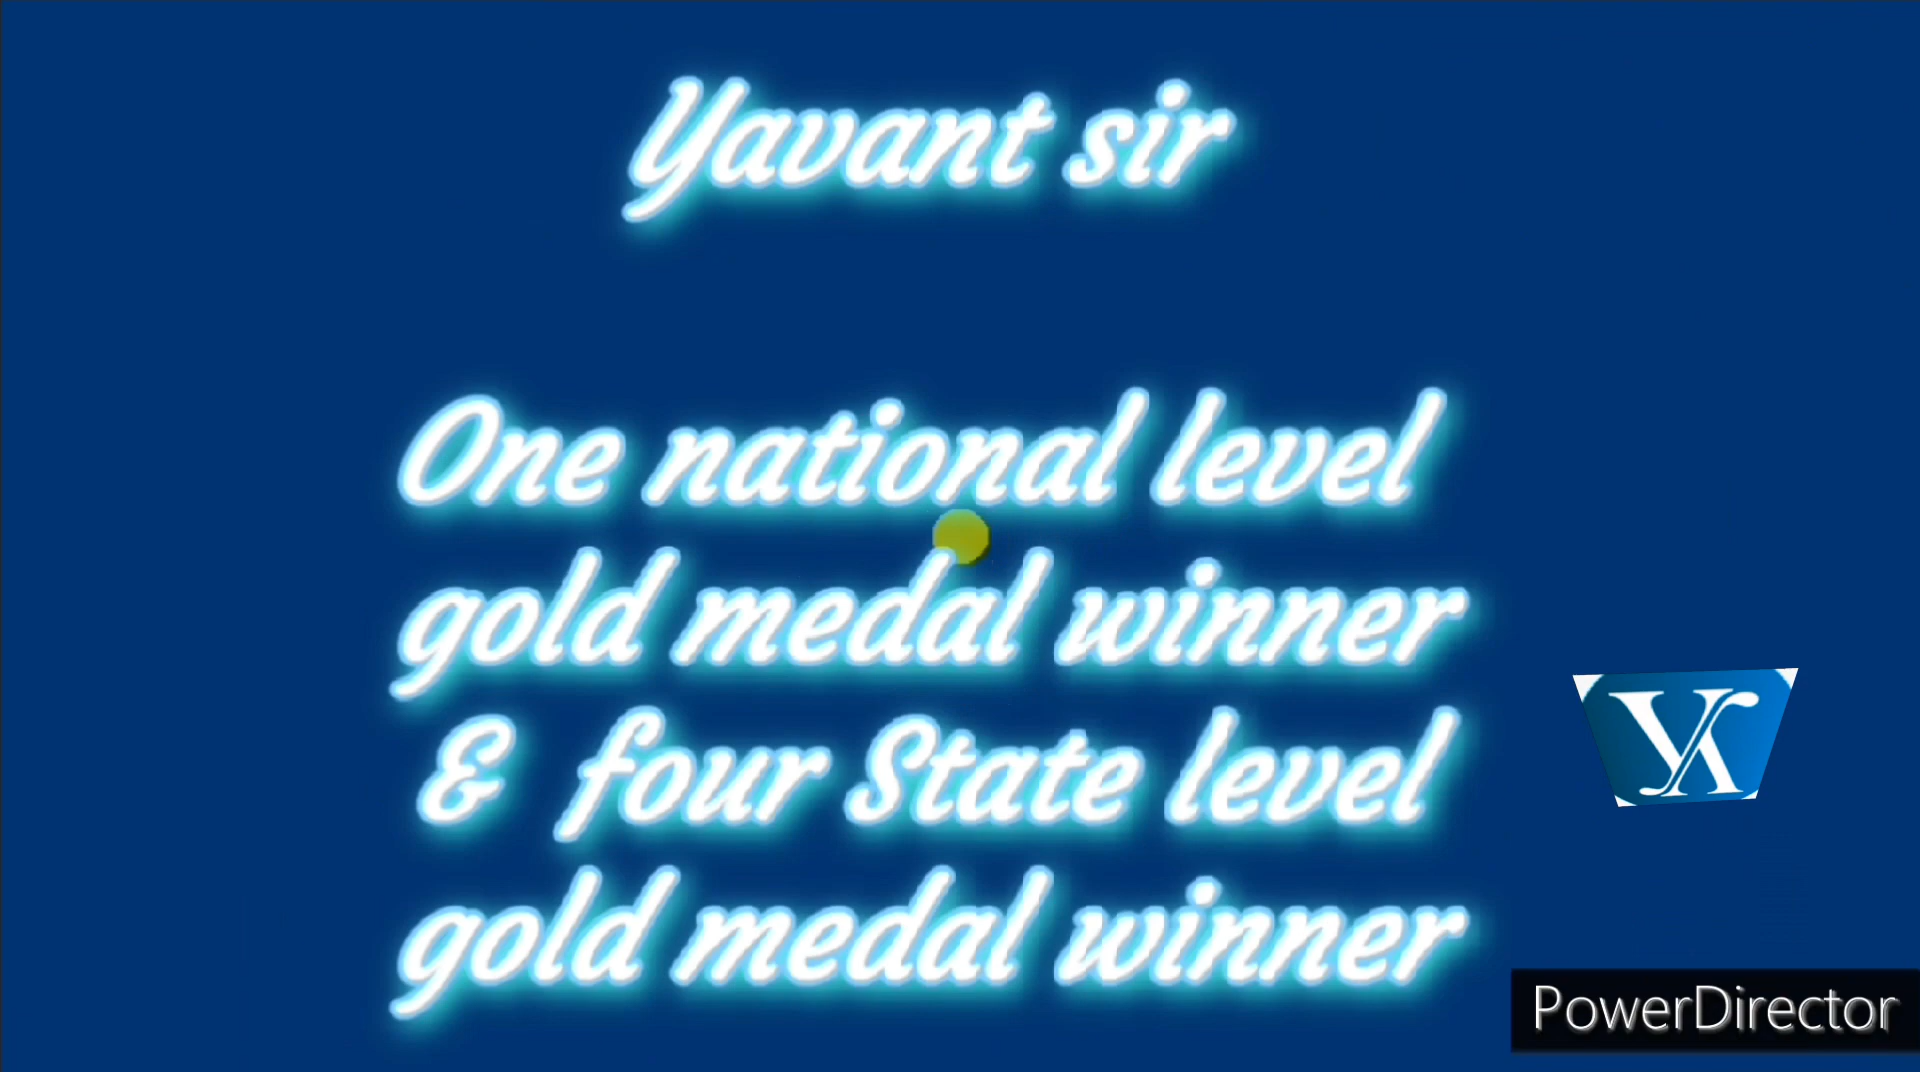 Yavant sir
One national level
gold medal winner
& four State level
gold medal winner
PowerDirector